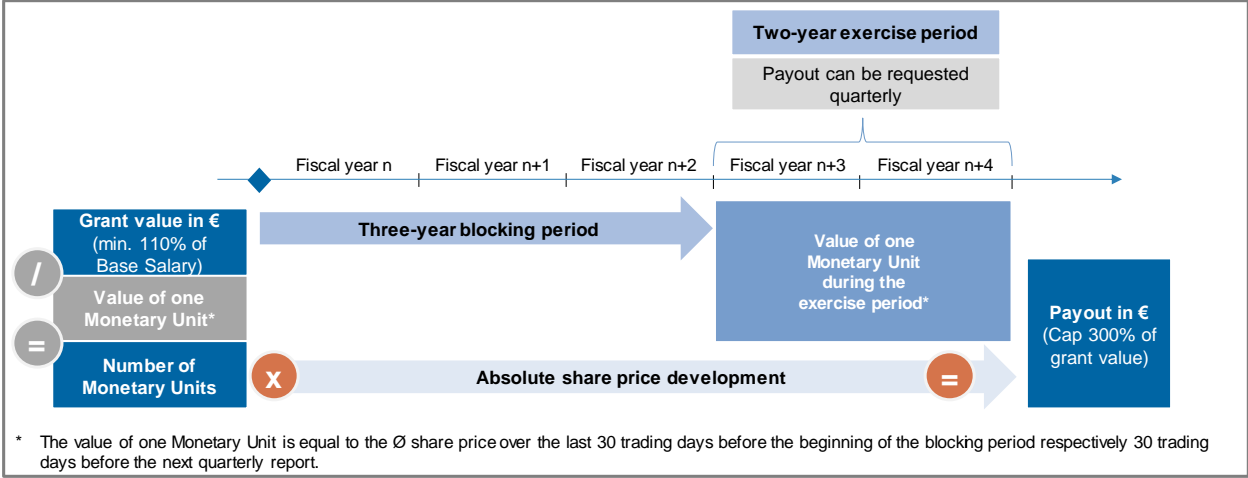 Two-year exercise period
Payout can be requested
quarterly
Fiscal year n
Fiscal year n+1
Fiscal year n+2
Fiscal year n+3
Fiscal year n+4
Grant value in €
(min. 110% of
Base Salary)
/
Value of one
Monetary Unit*
=
Number of
Monetary Units
Three-year blocking period
Value of one
Monetary Unit
during the
exercise period*
x
Absolute share price development
=
Payout in €
(Cap 300% of
grant value)
* The value of one Monetary Unit is equal to the Ø share price over the last 30 trading days before the beginning of the blocking period respectively 30 trading
days before the next quarterly report.